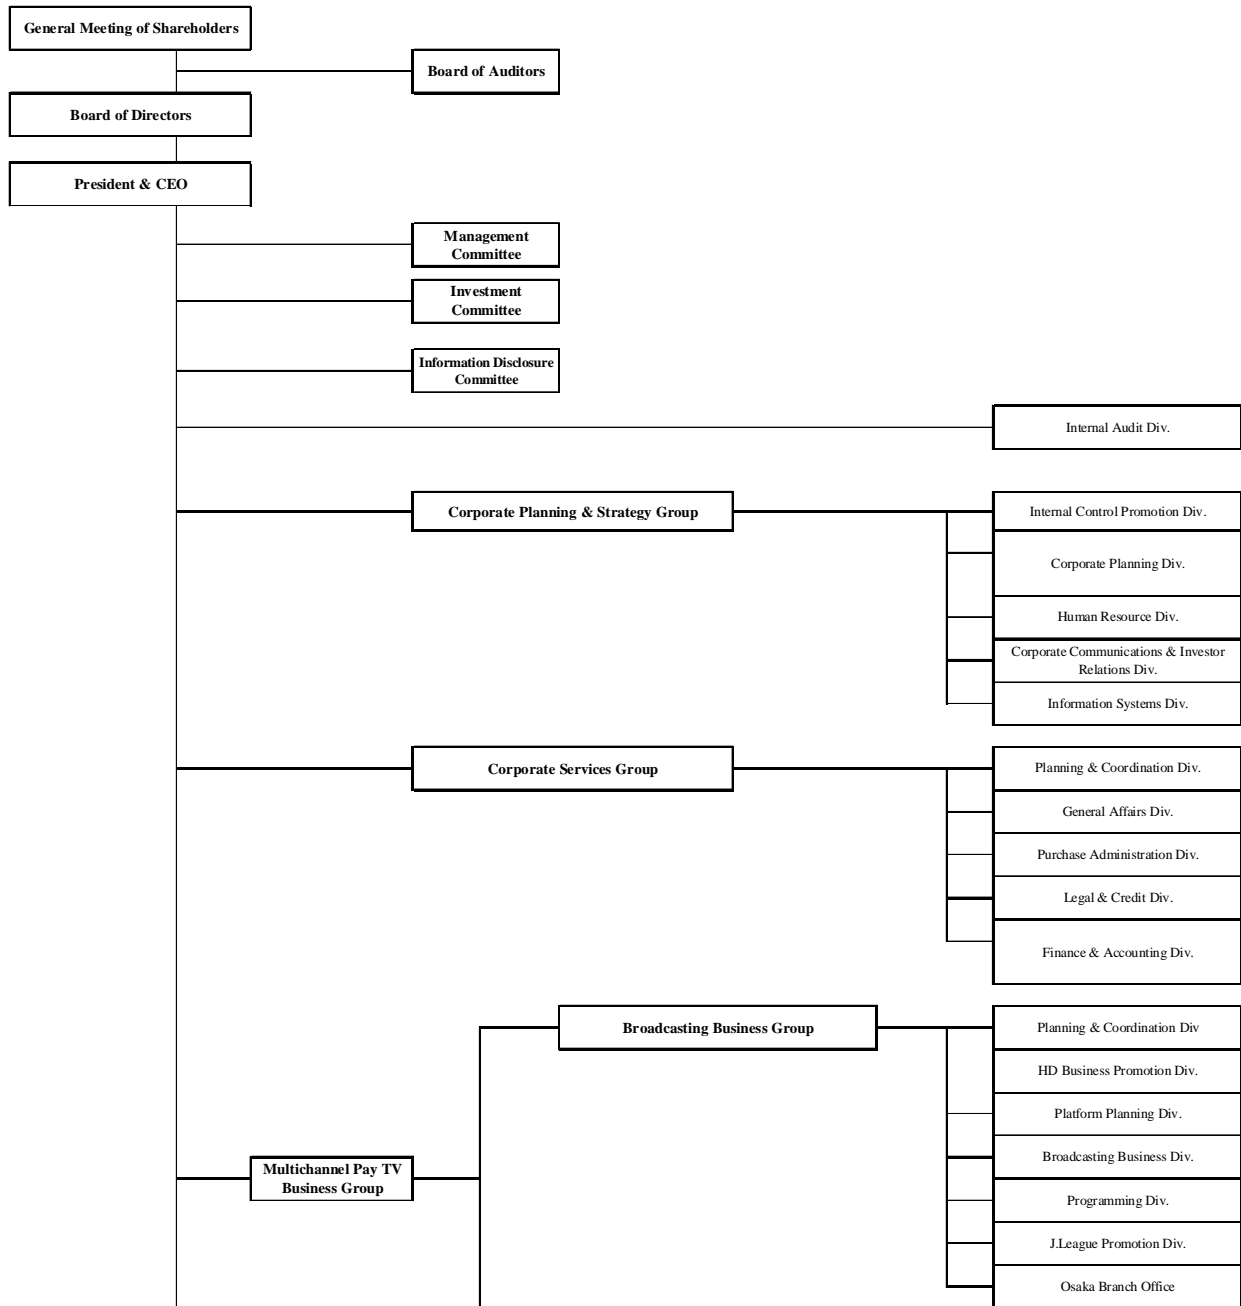 General Meeting of Shareholders
Board of Auditors
Board of Directors
President & CEO
Management
Committee
Investment
Committee
Information Disclosure
Committee
Internal Audit Div.
Corporate Planning & Strategy Group
Internal Control Promotion Div.
Corporate Planning Div.
Human Resource Div.
Corporate Communications & Investor
Relations Div.
Information Systems Div.
Corporate Services Group
Planning & Coordination Div.
General Affairs Div.
Purchase Administration Div.
Legal & Credit Div.
Finance & Accounting Div.
Multichannel Pay TV
Business Group
Broadcasting Business Group
Planning & Coordination Div
HD Business Promotion Div.
Platform Planning Div.
Broadcasting Business Div.
Programming Div.
J.League Promotion Div.
Osaka Branch Office